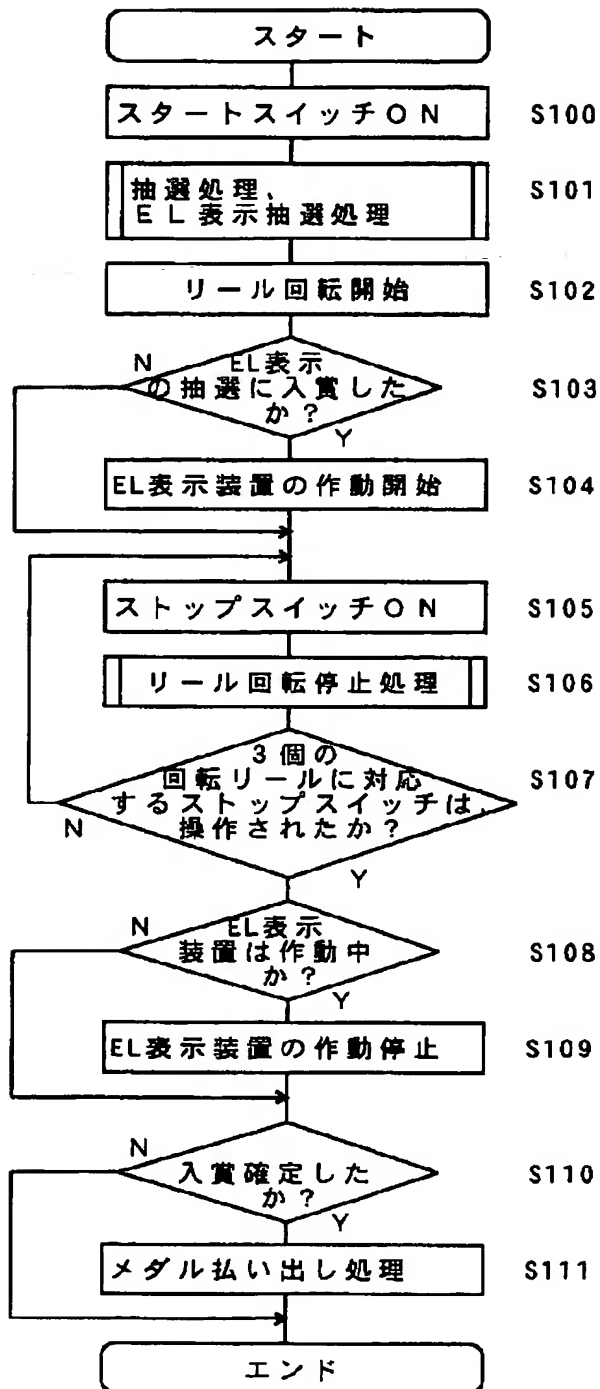 スタート
スタートスイッチON S100
抽選処理、
EL表示抽選処理 S101
リール回転開始 S102
N
EL表示
の抽選に入賞した
か？ S103
Y
EL表示装置の作動開始 S104
ストップスイッチON S105
リール回転停止処理 S106
3個の
回転リールに対応
するストップスイッチは、
操作されたか？ S107
N
Y
N
EL表示
装置は作動中
か？ S108
Y
EL表示装置の作動停止 S109
N
入賞確定した
か？ S110
Y
メダル払い出し処理 S111
エンド